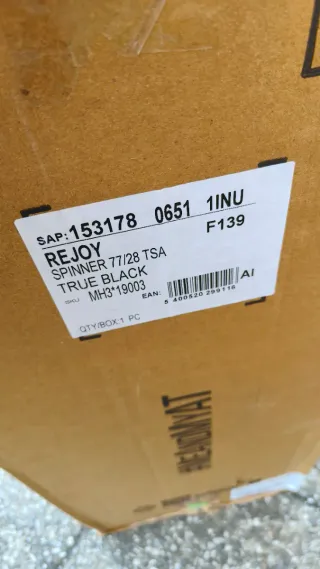 SAP: 153178 0651 1INU
REJOY F139
SPINNER 77/28 TSA
TRUE BLACK
SKU MH3*19003 EAN: AI
5 400520 299116
QTY/BOX:1 PC